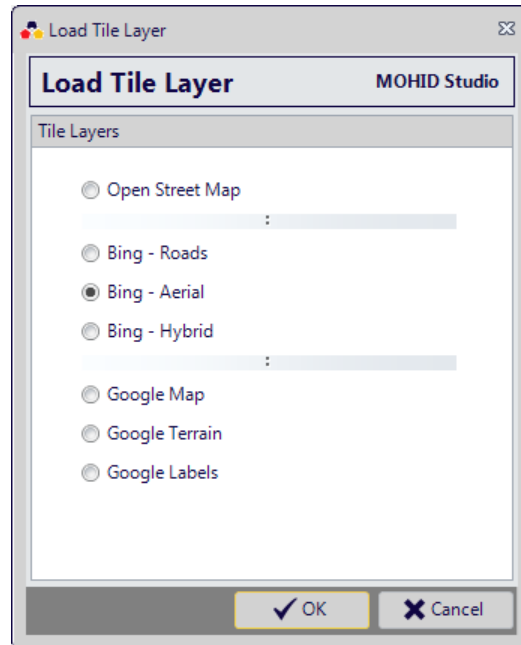 Load Tile Layer
Load Tile Layer MOHID Studio
Tile Layers
Open Street Map
:
Bing - Roads
Bing - Aerial
Bing - Hybrid
:
Google Map
Google Terrain
Google Labels
OK Cancel